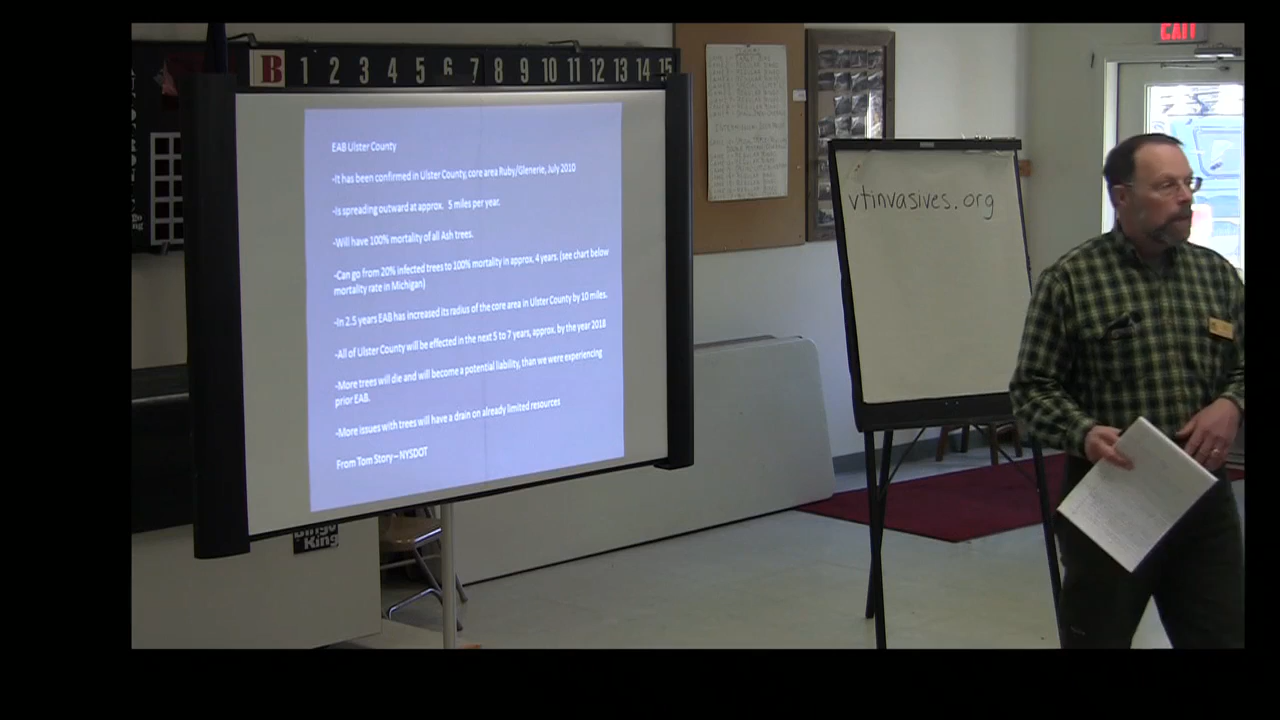 B 1 2 3 4 5 6 7 8 9 10 11 12 13 14 15
EXIT
EAB Ulster County
-It has been confirmed in Ulster County, core area Ruby/Glenerie, July 2010
-Is spreading outward at approx. 5 miles per year.
-Will have 100% mortality of all Ash trees.
-Can go from 20% infected trees to 100% mortality in approx. 4 years. (see chart below
mortality rate in Michigan)
-In 2.5 years EAB has increased its radius of the core area in Ulster County by 10 miles.
-All of Ulster County will be effected in the next 5 to 7 years, approx. by the year 2018
-More trees will die and will become a potential liability, than we were experiencing
prior EAB.
-More issues with trees will have a drain on already limited resources
From Tom Story – NYSDOT
vtinvasives.org
Bingo
King